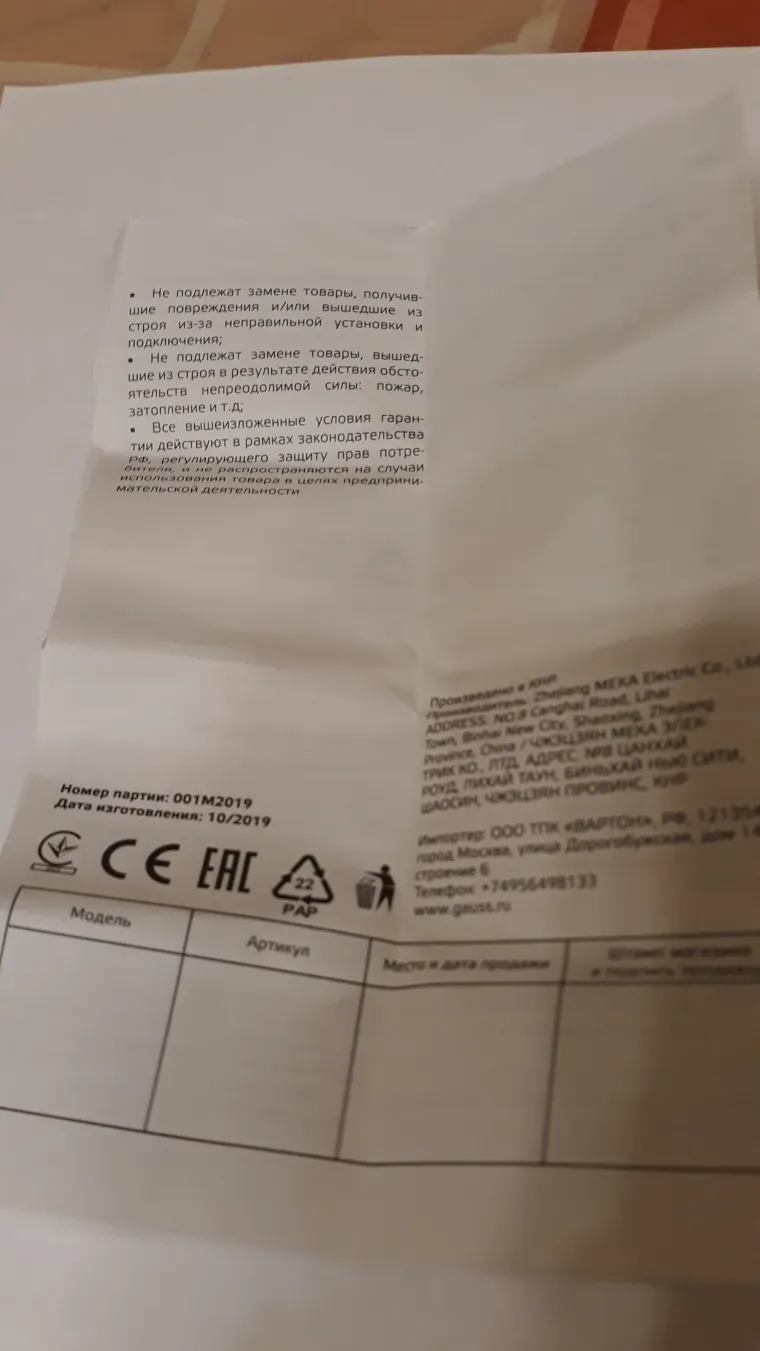 ▪ Не подлежат замене товары, получив-
шие повреждения и/или вышедшие из
строя из-за неправильной установки и
подключения;
▪ Не подлежат замене товары, вышед-
шие из строя в результате действия обсто-
ятельств непреодолимой силы: пожар,
затопление и т.д;
▪ Все вышеизложенные условия гаран-
тии действуют в рамках законодательства
РФ, регулирующего защиту прав потре-
бителя, и не распространяются на случаи
использования товара в целях предприни-
мательской деятельности
Произведено в КНР
Производитель: Zhejiang MEKA Electric Co., Ltd
ADDRESS: NO.8 Canghai Road, Lihai
Town, Binhai New City, Shaoxing, Zhejiang
Province, China / ЧЖЭЦЗЯН МЕКА ЭЛЕК-
ТРИК КО., ЛТД, АДРЕС: №8 ЦАНХАЙ
РОУД, ЛИХАЙ ТАУН, БИНЬХАЙ НЬЮ СИТИ,
ШАОСИН, ЧЖЭЦЗЯН ПРОВИНС, КНР
Импортер: ООО ТПК «ВАРТОН», РФ, 121354
город Москва, улица Дорогобужская, дом 14
строение 6
Телефон: +74956498133
www.gauss.ru
Номер партии: 001M2019
Дата изготовления: 10/2019
CE EAC 22
PAP
Модель
Артикул
Место и дата продажи
Штамп магазина
и подпись продавца